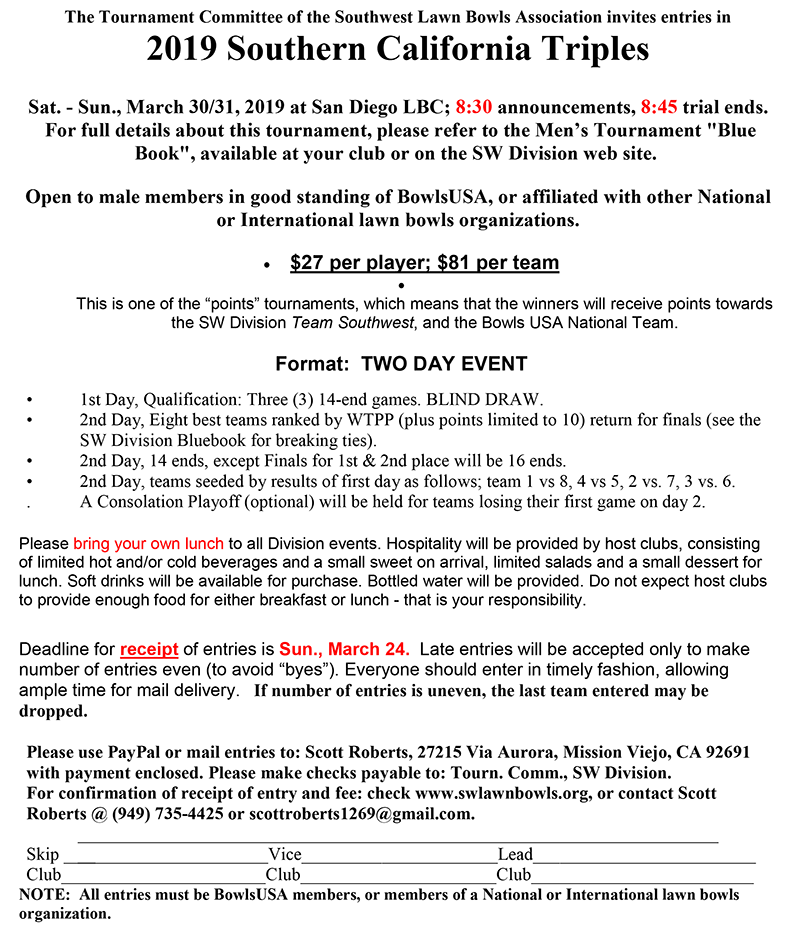 The Tournament Committee of the Southwest Lawn Bowls Association invites entries in
2019 Southern California Triples
Sat. - Sun., March 30/31, 2019 at San Diego LBC; 8:30 announcements, 8:45 trial ends.
For full details about this tournament, please refer to the Men’s Tournament "Blue
Book", available at your club or on the SW Division web site.
Open to male members in good standing of BowlsUSA, or affiliated with other National
or International lawn bowls organizations.
• $27 per player; $81 per team
•
This is one of the “points” tournaments, which means that the winners will receive points towards
the SW Division Team Southwest, and the Bowls USA National Team.
Format: TWO DAY EVENT
• 1st Day, Qualification: Three (3) 14-end games. BLIND DRAW.
• 2nd Day, Eight best teams ranked by WTPP (plus points limited to 10) return for finals (see the
SW Division Bluebook for breaking ties).
• 2nd Day, 14 ends, except Finals for 1st & 2nd place will be 16 ends.
• 2nd Day, teams seeded by results of first day as follows; team 1 vs 8, 4 vs 5, 2 vs. 7, 3 vs. 6.
. A Consolation Playoff (optional) will be held for teams losing their first game on day 2.
Please bring your own lunch to all Division events. Hospitality will be provided by host clubs, consisting
of limited hot and/or cold beverages and a small sweet on arrival, limited salads and a small dessert for
lunch. Soft drinks will be available for purchase. Bottled water will be provided. Do not expect host clubs
to provide enough food for either breakfast or lunch - that is your responsibility.
Deadline for receipt of entries is Sun., March 24. Late entries will be accepted only to make
number of entries even (to avoid “byes”). Everyone should enter in timely fashion, allowing
ample time for mail delivery. If number of entries is uneven, the last team entered may be
dropped.
Please use PayPal or mail entries to: Scott Roberts, 27215 Via Aurora, Mission Viejo, CA 92691
with payment enclosed. Please make checks payable to: Tourn. Comm., SW Division.
For confirmation of receipt of entry and fee: check www.swlawnbowls.org, or contact Scott
Roberts @ (949) 735-4425 or scottroberts1269@gmail.com.
Skip ______________________Vice_____________________Lead________________________
Club______________________Club_____________________Club________________________
NOTE: All entries must be BowlsUSA members, or members of a National or International lawn bowls
organization.